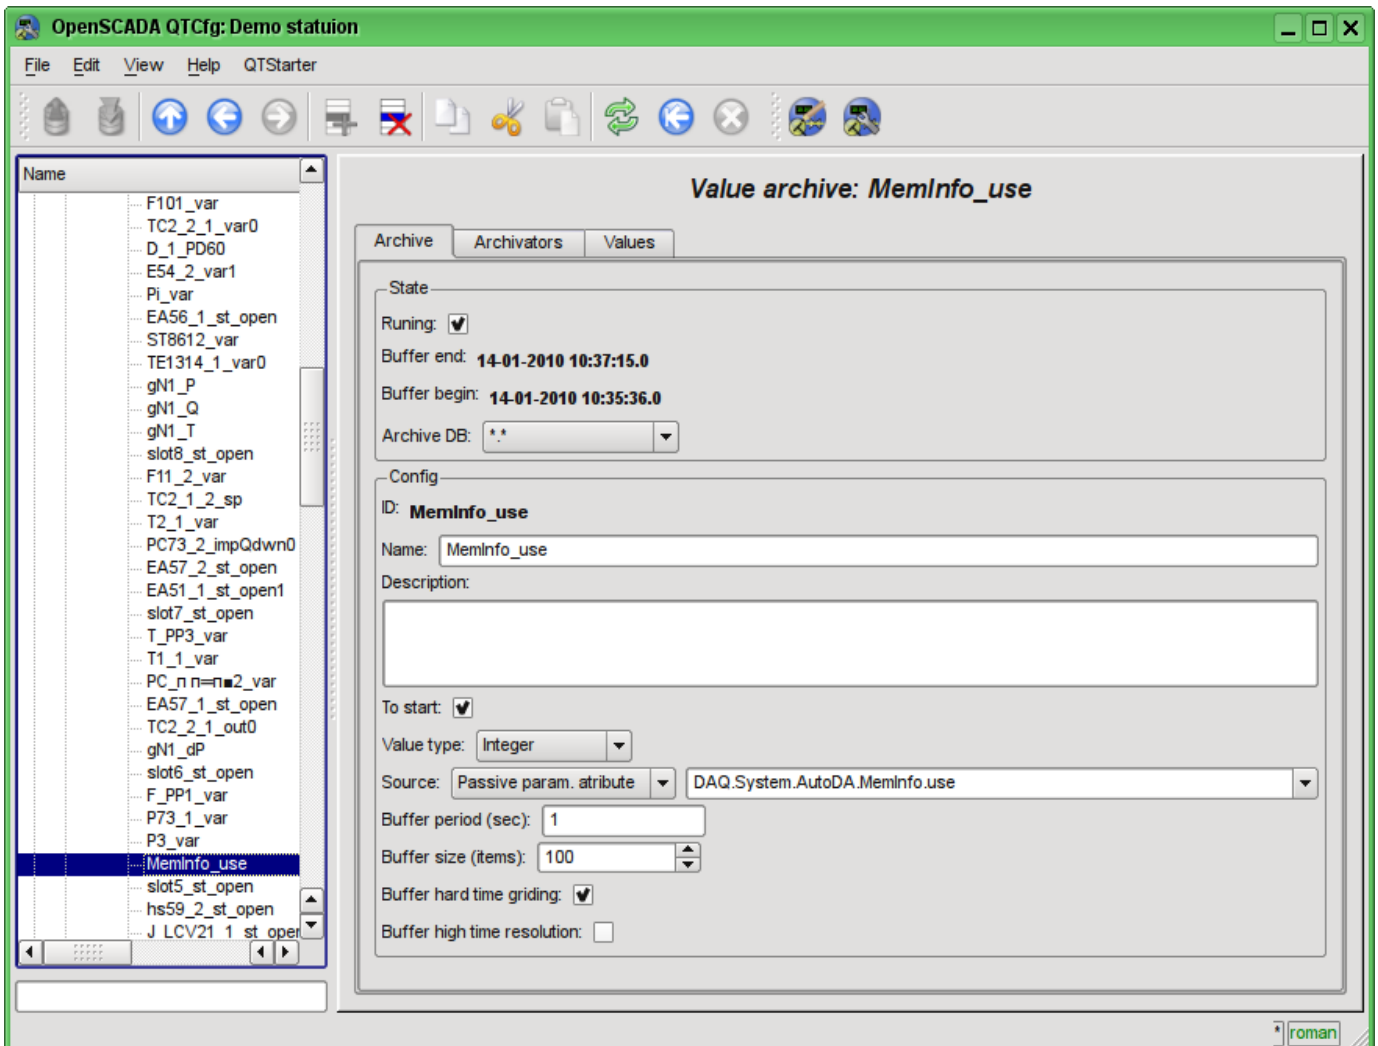 OpenSCADA QTCfg: Demo statuion
File Edit View Help QTStarter
Name
F101_var
TC2_2_1_var0
D_1_PD60
E54_2_var1
Pi_var
EA56_1_st_open
ST8612_var
TE1314_1_var0
gN1_P
gN1_Q
gN1_T
slot8_st_open
F11_2_var
TC2_1_2_sp
T2_1_var
PC73_2_impQdwn0
EA57_2_st_open
EA51_1_st_open1
slot7_st_open
T_PP3_var
T1_1_var
PC_п п═п■2_var
EA57_1_st_open
TC2_2_1_out0
gN1_dP
slot6_st_open
F_PP1_var
P73_1_var
P3_var
MemInfo_use
slot5_st_open
hs59_2_st_open
J_LCV21_1_st_open
Value archive: MemInfo_use
Archive Archivators Values
State
Runing:
Buffer end: 14-01-2010 10:37:15.0
Buffer begin: 14-01-2010 10:35:36.0
Archive DB: *.*
Config
ID: MemInfo_use
Name: MemInfo_use
Description:
To start:
Value type: Integer
Source: Passive param. atribute DAQ.System.AutoDA.MemInfo.use
Buffer period (sec): 1
Buffer size (items): 100
Buffer hard time griding:
Buffer high time resolution:
* roman